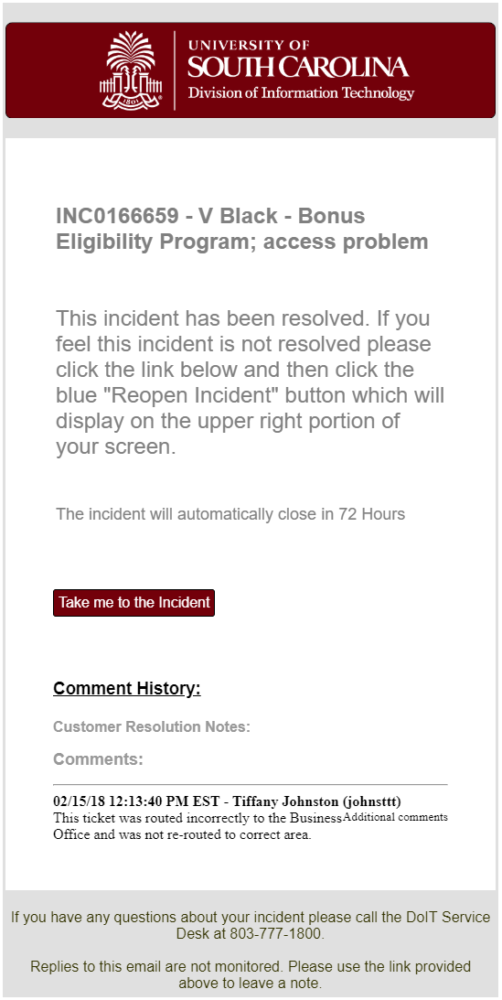 UNIVERSITY OF
SOUTH CAROLINA
Division of Information Technology
1801
INC0166659 - V Black - Bonus
Eligibility Program; access problem
This incident has been resolved. If you
feel this incident is not resolved please
click the link below and then click the
blue "Reopen Incident" button which will
display on the upper right portion of
your screen.
The incident will automatically close in 72 Hours
Take me to the Incident
Comment History:
Customer Resolution Notes:
Comments:
02/15/18 12:13:40 PM EST - Tiffany Johnston (johnsttt)
This ticket was routed incorrectly to the Business Additional comments
Office and was not re-routed to correct area.
If you have any questions about your incident please call the DoIT Service
Desk at 803-777-1800.
Replies to this email are not monitored. Please use the link provided
above to leave a note.